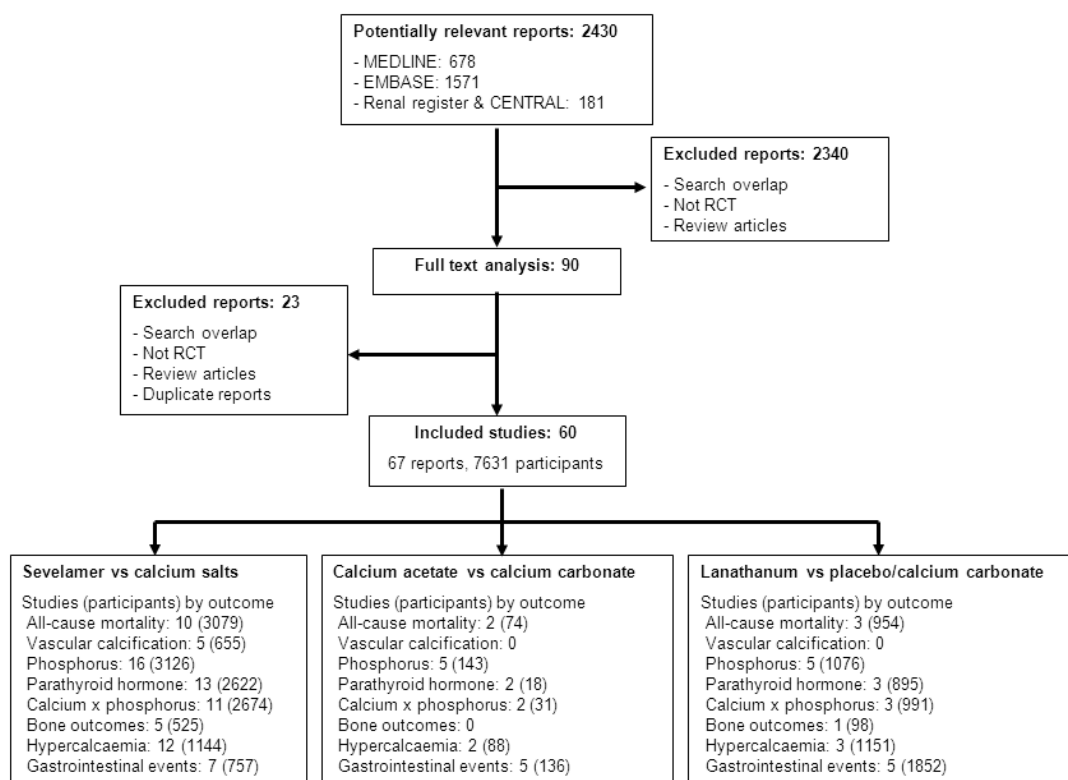 Potentially relevant reports: 2430
- MEDLINE: 678
- EMBASE: 1571
- Renal register & CENTRAL: 181
Excluded reports: 2340
- Search overlap
- Not RCT
- Review articles
Full text analysis: 90
Excluded reports: 23
- Search overlap
- Not RCT
- Review articles
- Duplicate reports
Included studies: 60
67 reports, 7631 participants
Sevelamer vs calcium salts
Studies (participants) by outcome
All-cause mortality: 10 (3079)
Vascular calcification: 5 (655)
Phosphorus: 16 (3126)
Parathyroid hormone: 13 (2622)
Calcium x phosphorus: 11 (2674)
Bone outcomes: 5 (525)
Hypercalcaemia: 12 (1144)
Gastrointestinal events: 7 (757)
Calcium acetate vs calcium carbonate
Studies (participants) by outcome
All-cause mortality: 2 (74)
Vascular calcification: 0
Phosphorus: 5 (143)
Parathyroid hormone: 2 (18)
Calcium x phosphorus: 2 (31)
Bone outcomes: 0
Hypercalcaemia: 2 (88)
Gastrointestinal events: 5 (136)
Lanathanum vs placebo/calcium carbonate
Studies (participants) by outcome
All-cause mortality: 3 (954)
Vascular calcification: 0
Phosphorus: 5 (1076)
Parathyroid hormone: 3 (895)
Calcium x phosphorus: 3 (991)
Bone outcomes: 1 (98)
Hypercalcaemia: 3 (1151)
Gastrointestinal events: 5 (1852)